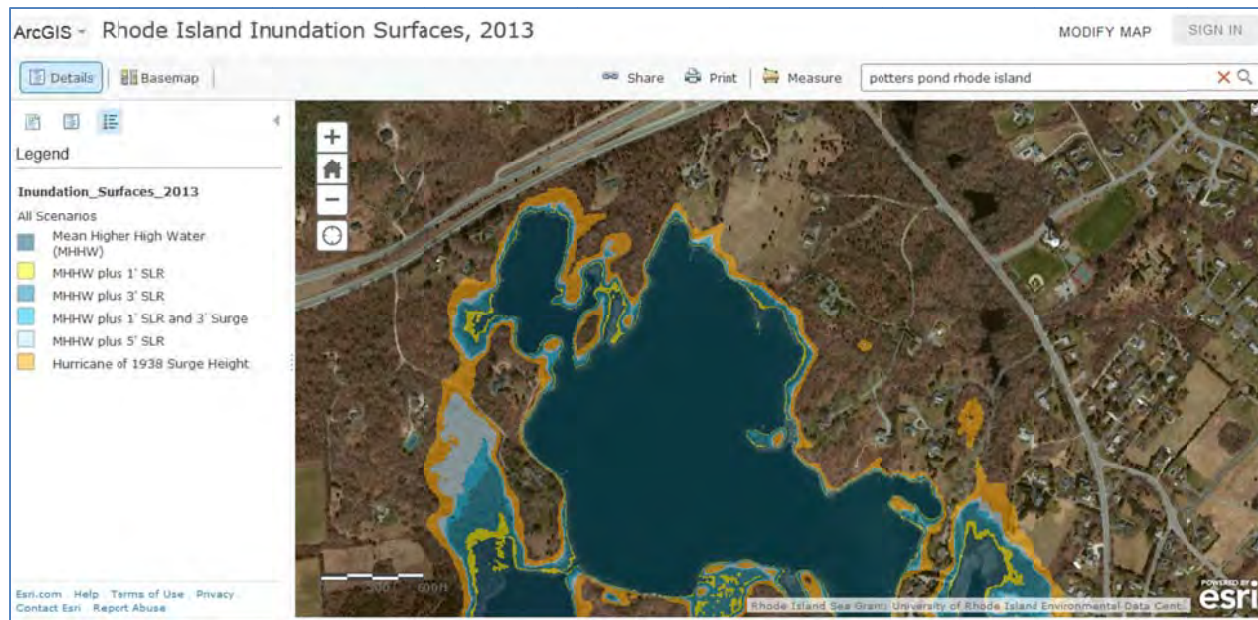 ArcGIS Rhode Island Inundation Surfaces, 2013
MODIFY MAP
SIGN IN
Details
Basemap
Share
Print
Measure
potters pond rhode island
Legend
Inundation_Surfaces_2013
All Scenarios
Mean Higher High Water
(MHHW)
MHHW plus 1' SLR
MHHW plus 3' SLR
MHHW plus 1' SLR and 3' Surge
MHHW plus 5' SLR
Hurricane of 1938 Surge Height
Esri.com Help Terms of Use Privacy
Contact Esri Report Abuse
300 600ft
Rhode Island Sea Grant; University of Rhode Island Environmental Data Cent..
POWERED BY
esri